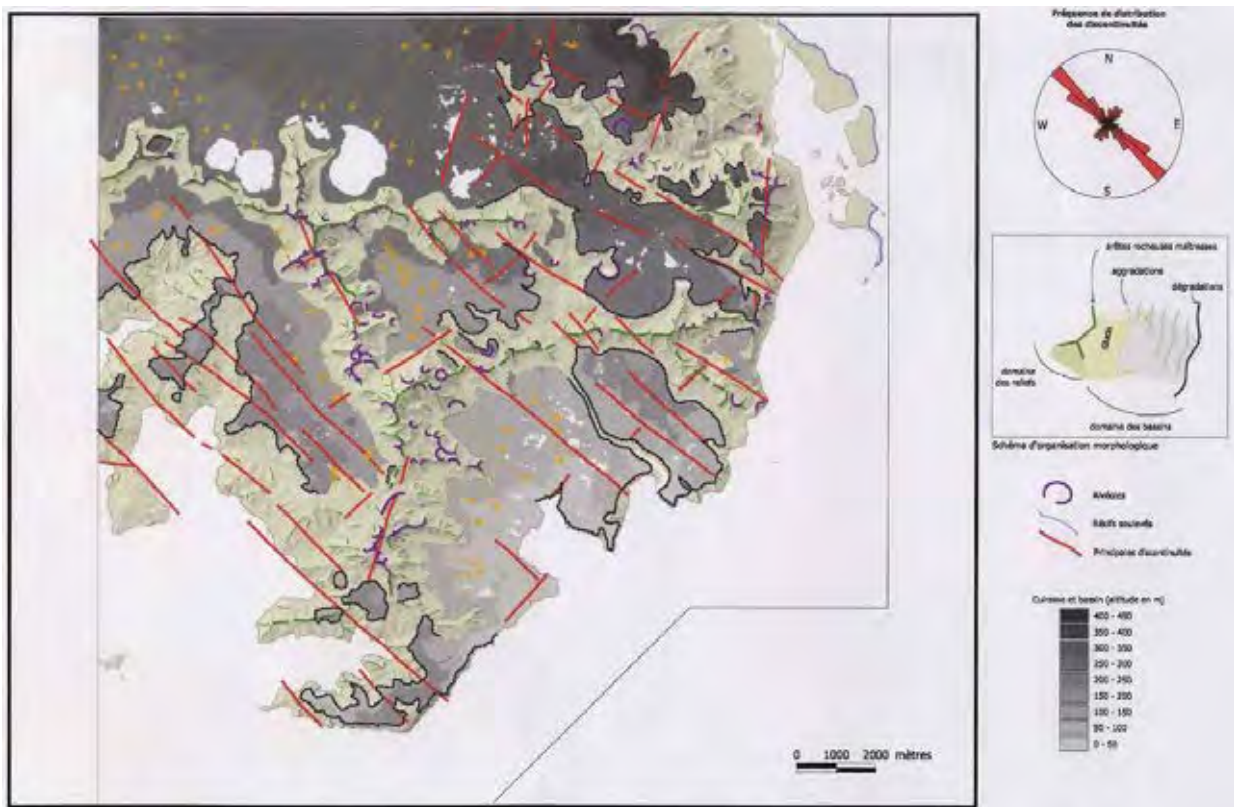 Fréquence de distribution
des discontinuités
N
W
E
S
arêtes rocheuses maîtresses
aggradations
dégradations
domaine
des reliefs
domaine des bassins
Schéma d'organisation morphologique
Alvéoles
Récifs soulevés
Principales discontinuités
Cuirasse et bassin (altitude en m)
400 - 450
350 - 400
300 - 350
250 - 300
200 - 250
150 - 200
100 - 150
50 - 100
0 - 50
0 1000 2000 mètres